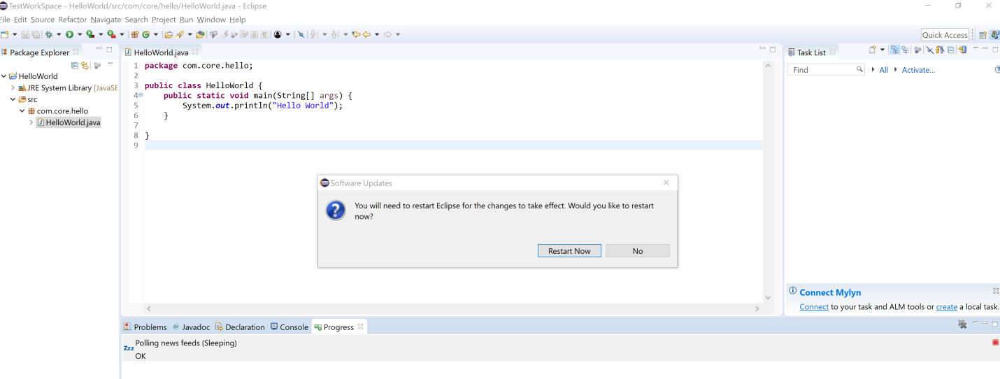 TestWorkSpace - HelloWorld/src/com/core/hello/HelloWorld.java - Eclipse
File Edit Source Refactor Navigate Search Project Run Window Help
Quick Access
Package Explorer
HelloWorld
JRE System Library [JavaSE
src
com.core.hello
HelloWorld.java
HelloWorld.java
1 package com.core.hello;
2
3 public class HelloWorld {
4 public static void main(String[] args) {
5 System.out.println("Hello World");
6 }
7
8 }
9
Task List
Find
All
Activate...
Software Updates
You will need to restart Eclipse for the changes to take effect. Would you like to restart
now?
Restart Now
No
Connect Mylyn
Connect to your task and ALM tools or create a local task.
Problems
Javadoc
Declaration
Console
Progress
Zzz
Polling news feeds (Sleeping)
OK